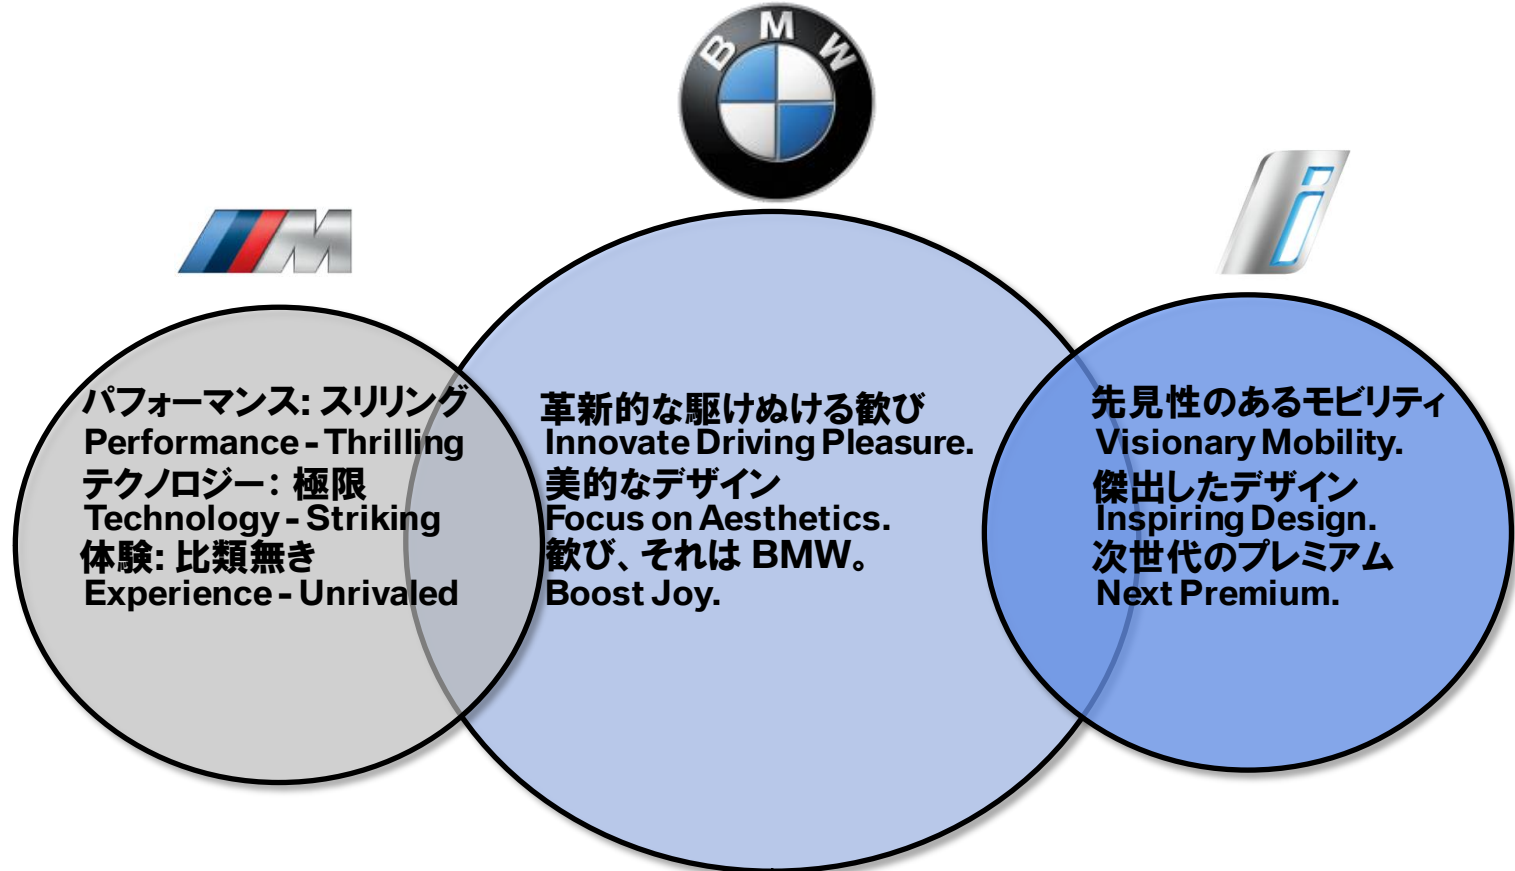 BMW
M
i
パフォーマンス: スリリング
Performance - Thrilling
テクノロジー: 極限
Technology - Striking
体験: 比類無き
Experience - Unrivaled
革新的な駆けぬける歓び
Innovate Driving Pleasure.
美的なデザイン
Focus on Aesthetics.
歓び、それは BMW。
Boost Joy.
先見性のあるモビリティ
Visionary Mobility.
傑出したデザイン
Inspiring Design.
次世代のプレミアム
Next Premium.